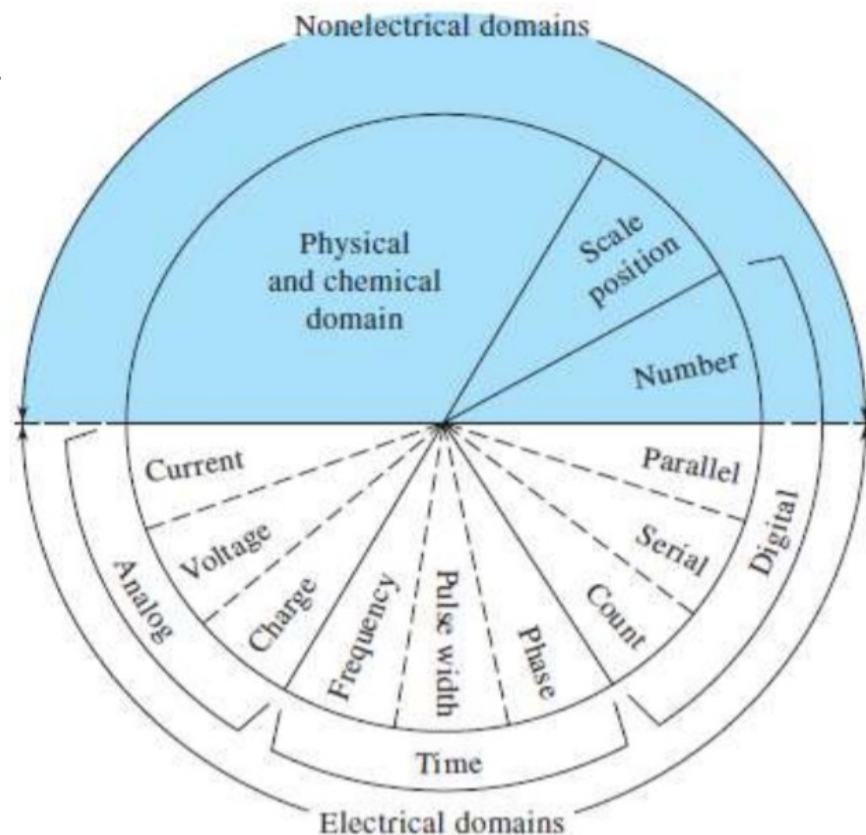 Nonelectrical domains
Physical
and chemical
domain
Scale
position
Number
Current
Voltage
Charge
Analog
Frequency
Pulse width
Phase
Time
Parallel
Serial
Count
Digital
Electrical domains